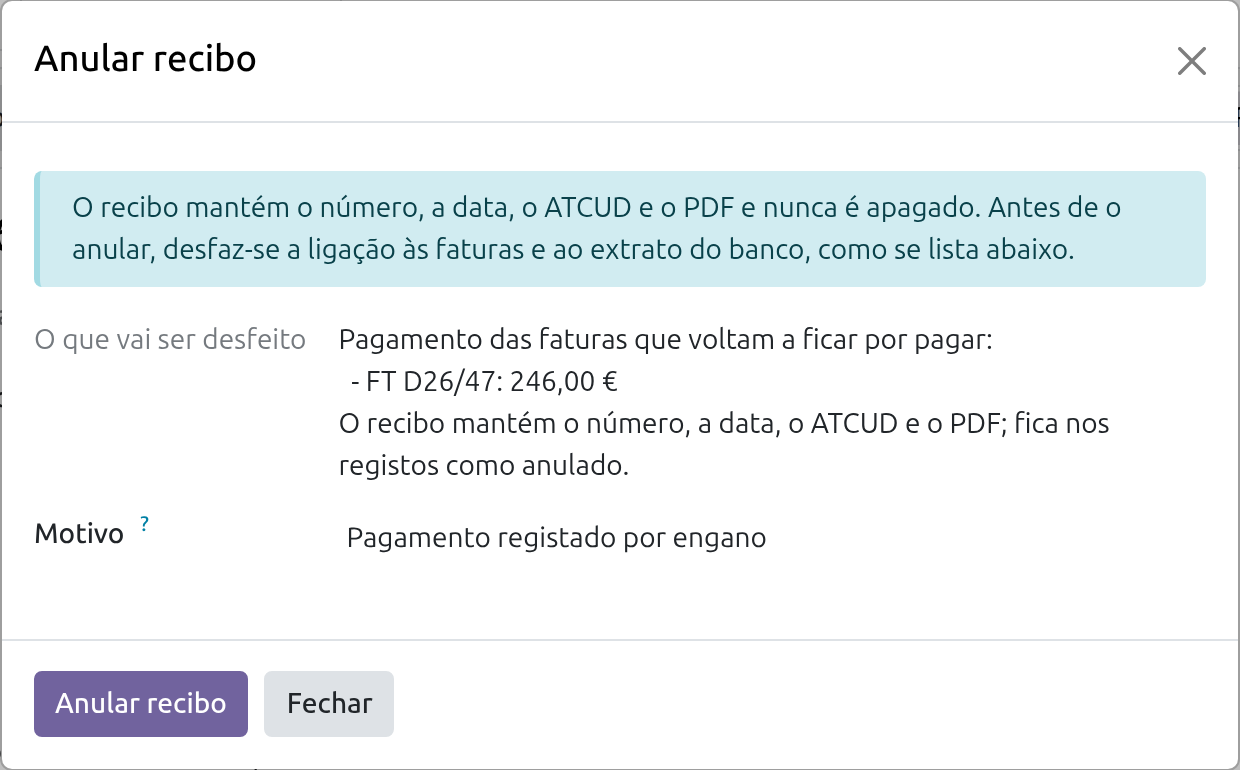 Anular recibo
O recibo mantém o número, a data, o ATCUD e o PDF e nunca é apagado. Antes de o
anular, desfaz-se a ligação às faturas e ao extrato do banco, como se lista abaixo.
O que vai ser desfeito
Pagamento das faturas que voltam a ficar por pagar:
- FT D26/47: 246,00 €
O recibo mantém o número, a data, o ATCUD e o PDF; fica nos
registos como anulado.
Motivo ?
Pagamento registado por engano
Anular recibo
Fechar